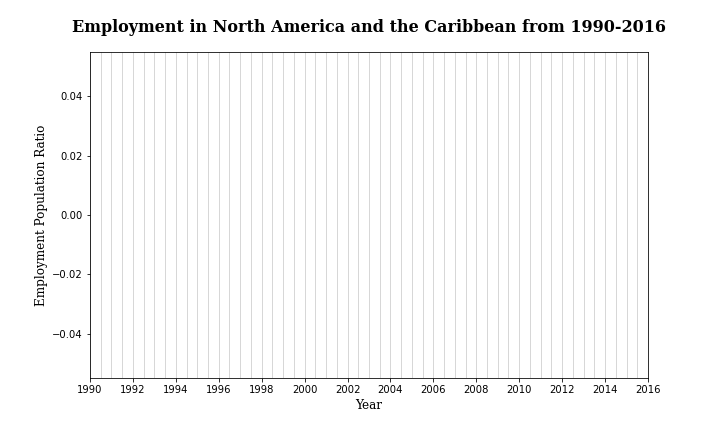 Employment in North America and the Caribbean from 1990-2016
Employment Population Ratio
0.04
0.02
0.00
−0.02
−0.04
1990 1992 1994 1996 1998 2000 2002 2004 2006 2008 2010 2012 2014 2016
Year